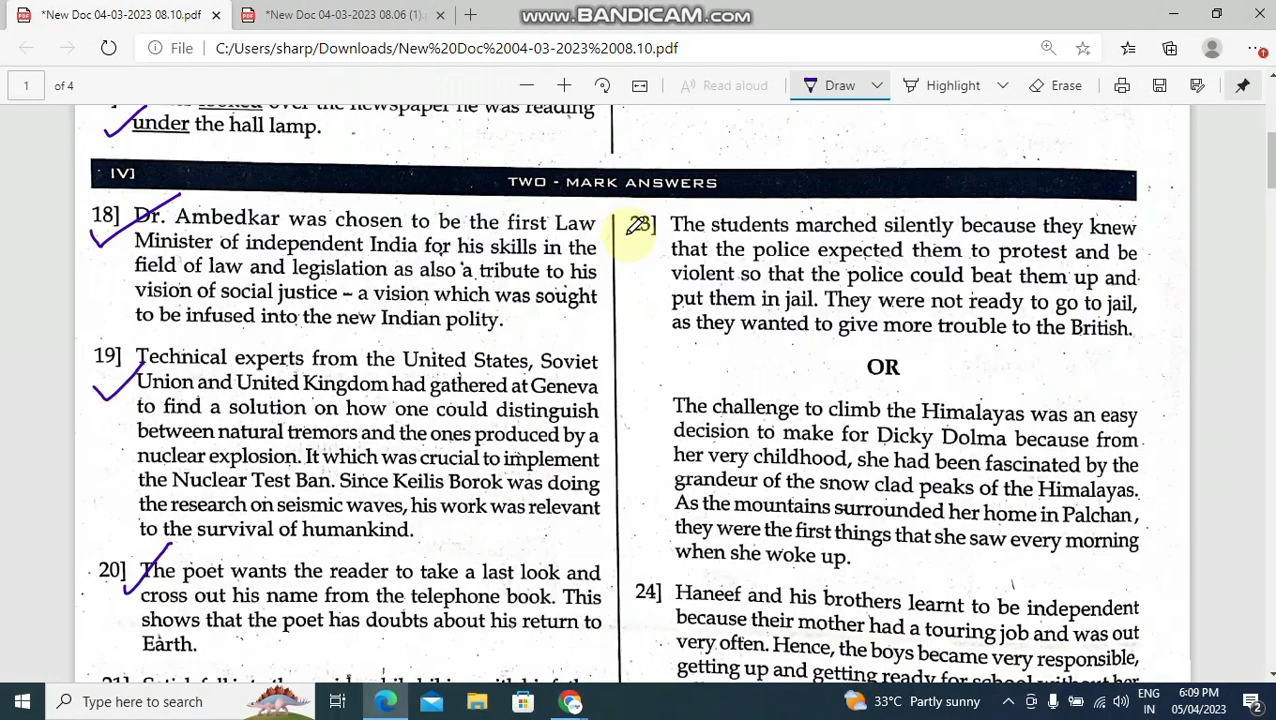 *New Doc 04-03-2023 08.10.pdf
*New Doc 04-03-2023 08.06 (1).p
www.BANDICAM.com
File
C:/Users/sharp/Downloads/New%20Doc%2004-03-2023%2008.10.pdf
1
of 4
Read aloud
Draw
Highlight
Erase
over the newspaper he was reading
under the hall lamp.
IV]
TWO - MARK ANSWERS
18] Dr. Ambedkar was chosen to be the first Law
Minister of independent India for his skills in the
field of law and legislation as also a tribute to his
vision of social justice – a vision which was sought
to be infused into the new Indian polity.
19] Technical experts from the United States, Soviet
Union and United Kingdom had gathered at Geneva
to find a solution on how one could distinguish
between natural tremors and the ones produced by a
nuclear explosion. It which was crucial to implement
the Nuclear Test Ban. Since Keilis Borok was doing
the research on seismic waves, his work was relevant
to the survival of humankind.
20] The poet wants the reader to take a last look and
cross out his name from the telephone book. This
shows that the poet has doubts about his return to
Earth.
23] The students marched silently because they knew
that the police expected them to protest and be
violent so that the police could beat them up and
put them in jail. They were not ready to go to jail,
as they wanted to give more trouble to the British.
OR
The challenge to climb the Himalayas was an easy
decision to make for Dicky Dolma because from
her very childhood, she had been fascinated by the
grandeur of the snow clad peaks of the Himalayas.
As the mountains surrounded her home in Palchan,
they were the first things that she saw every morning
when she woke up.
24] Haneef and his brothers learnt to be independent
because their mother had a touring job and was out
very often. Hence, the boys became very responsible,
getting up and getting ready for school without her
Type here to search
33°C Partly sunny
ENG
IN
6:09 PM
05/04/2023
2